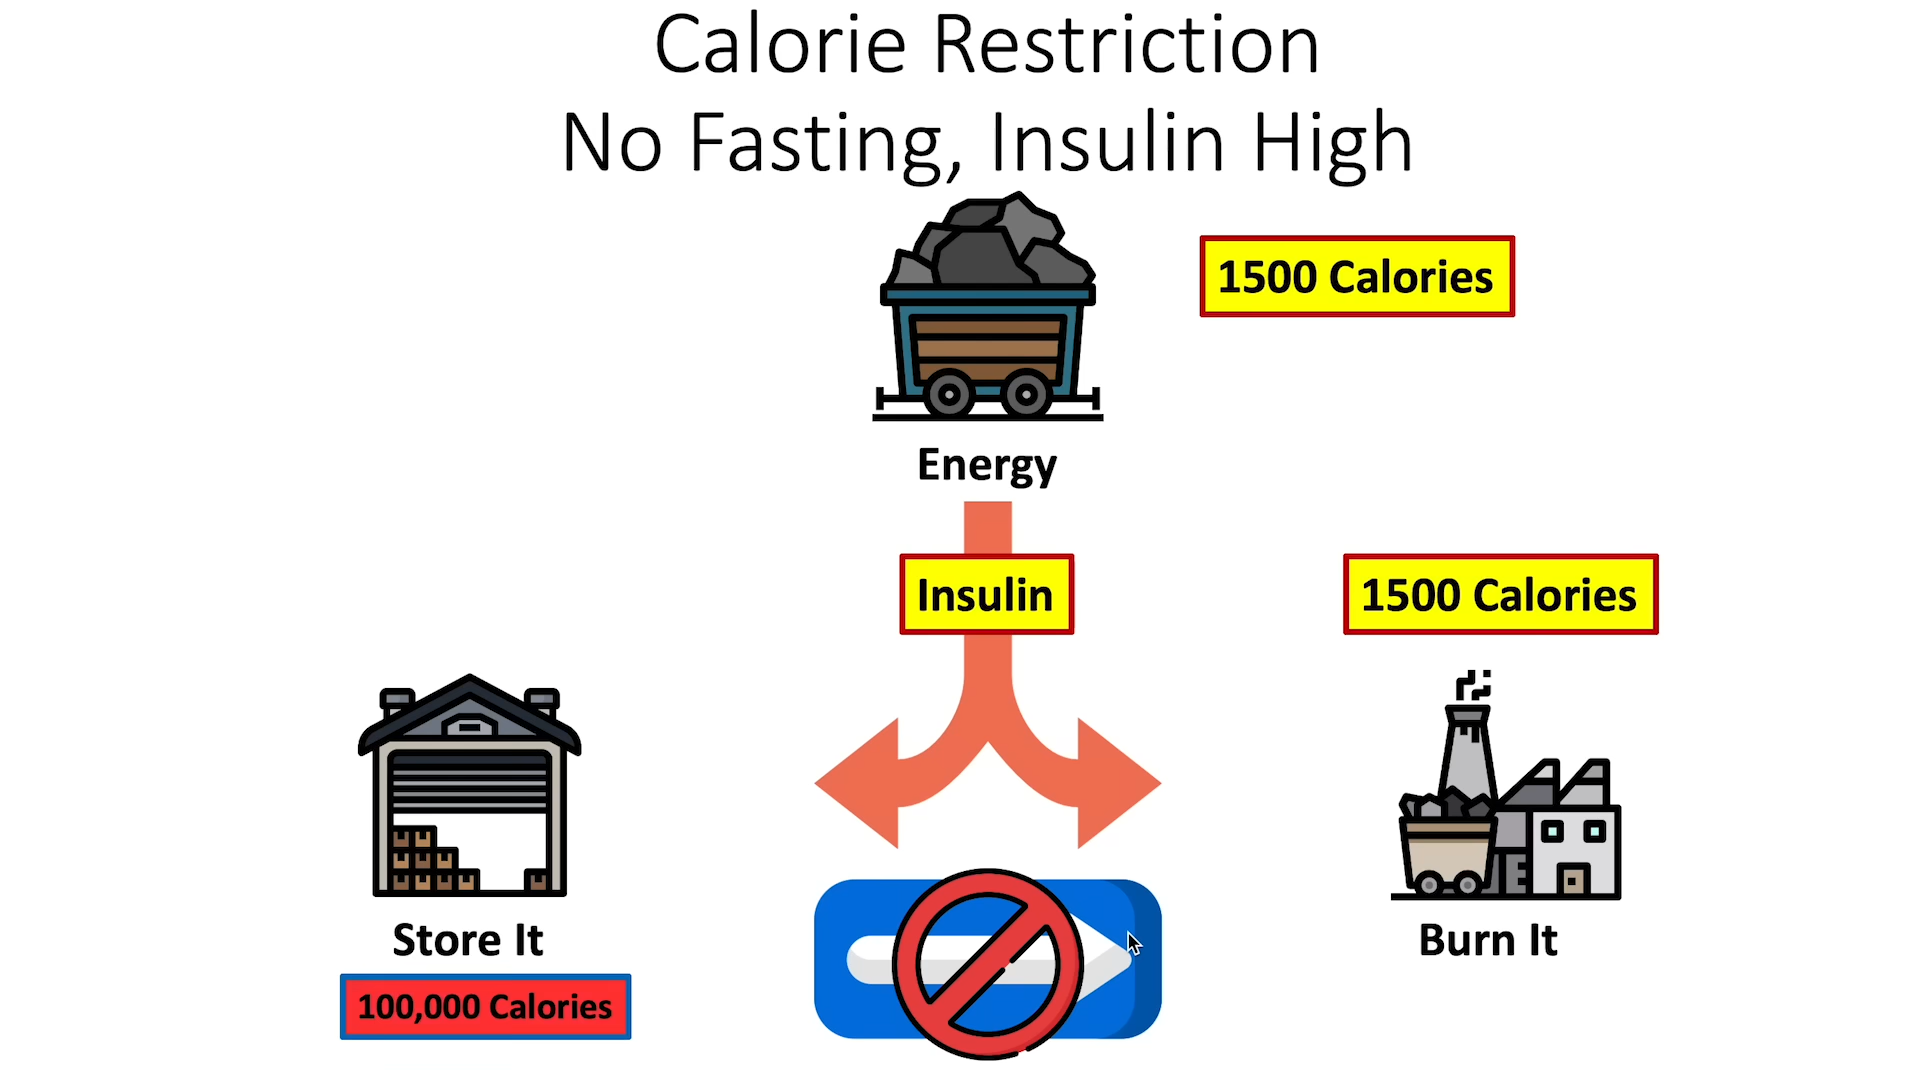 Calorie Restriction
No Fasting, Insulin High
1500 Calories
Energy
Insulin
1500 Calories
Store It
Burn It
100,000 Calories